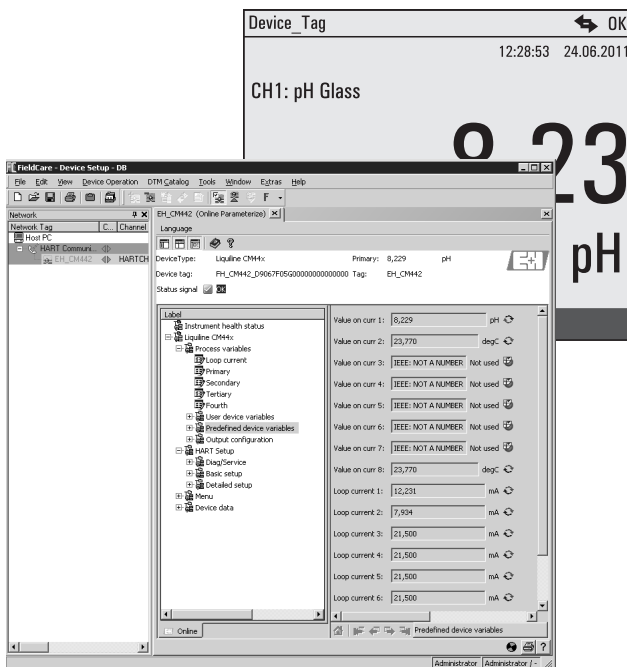 Device_Tag OK
12:28:53 24.06.2011
CH1: pH Glass
8,23
pH
FieldCare - Device Setup - DB
File Edit View Device Operation DTM Catalog Tools Window Extras Help
F
Network
Network Tag C... Channel
Host PC
HART Communi...
EH_CM442 HARTCH
EH_CM442 (Online Parameterize)
Language
DeviceType: Liquiline CM44x Primary: 8,229 pH
Device tag: FH_CM442_D9067F05G0000000000000 Tag: EH_CM442
Status signal OK
Label
Instrument health status
Liquiline CM44x
Process variables
Loop current
Primary
Secondary
Tertiary
Fourth
User device variables
Predefined device variables
Output configuration
HART Setup
Diag/Service
Basic setup
Detailed setup
Menu
Device data
Value on curr 1: 8,229 pH
Value on curr 2: 23,770 degC
Value on curr 3: IEEE: NOT A NUMBER Not used
Value on curr 4: IEEE: NOT A NUMBER Not used
Value on curr 5: IEEE: NOT A NUMBER Not used
Value on curr 6: IEEE: NOT A NUMBER Not used
Value on curr 7: IEEE: NOT A NUMBER Not used
Value on curr 8: 23,770 degC
Loop current 1: 12,231 mA
Loop current 2: 7,934 mA
Loop current 3: 21,500 mA
Loop current 4: 21,500 mA
Loop current 5: 21,500 mA
Loop current 6: 21,500 mA
Online
Predefined device variables
Administrator Administrator / -